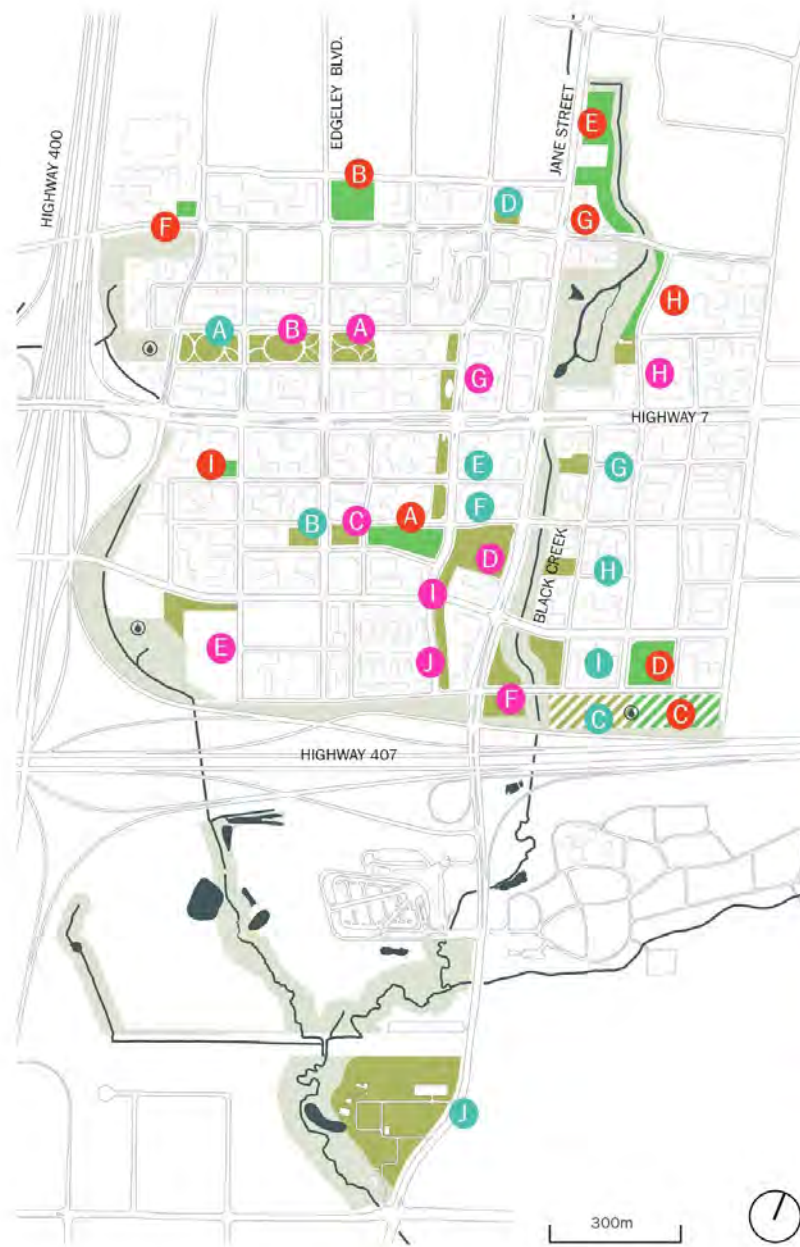 EDGELEY BLVD.
JANE STREET
HIGHWAY 400
E
B
D
G
F
H
A
B
A
G
H
HIGHWAY 7
I
E
G
B
C
A
F
D
BLACK CREEK
H
I
E
J
I
D
F
C
C
HIGHWAY 407
J
300m